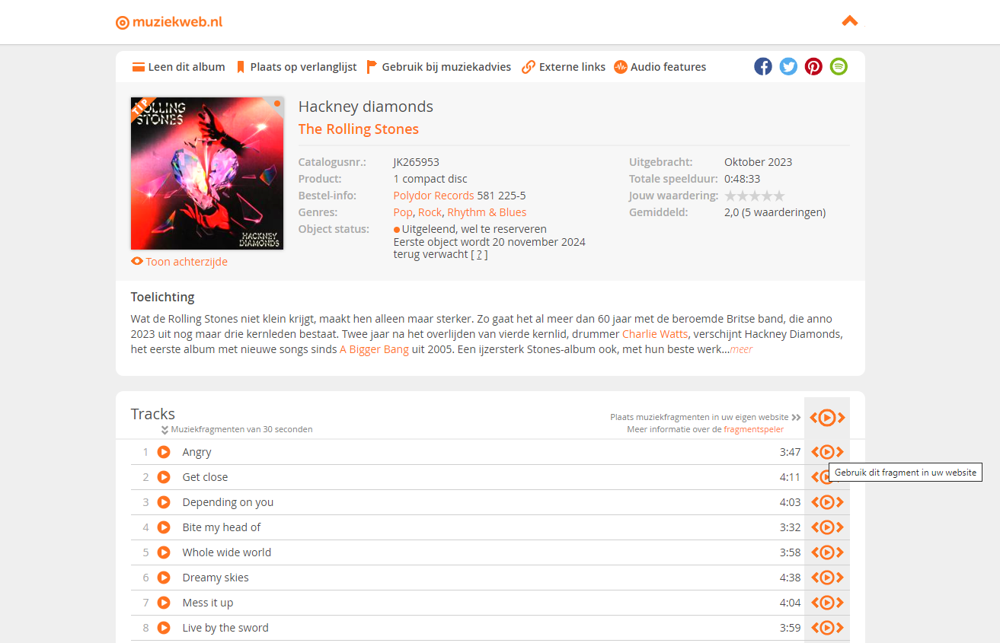 muziekweb.nl
Leen dit album Plaats op verlanglijst Gebruik bij muziekadvies Externe links Audio features
TIP
ROLLING
STONES
HACKNEY
DIAMONDS
Toon achterzijde
Hackney diamonds
The Rolling Stones
Catalogusnr.: JK265953
Product: 1 compact disc
Bestel-info: Polydor Records 581 225-5
Genres: Pop, Rock, Rhythm & Blues
Object status: Uitgeleend, wel te reserveren
Eerste object wordt 20 november 2024
terug verwacht [ ? ]
Uitgebracht: Oktober 2023
Totale speelduur: 0:48:33
Jouw waardering:
Gemiddeld: 2,0 (5 waarderingen)
Toelichting
Wat de Rolling Stones niet klein krijgt, maakt hen alleen maar sterker. Zo gaat het al meer dan 60 jaar met de beroemde Britse band, die anno
2023 uit nog maar drie kernleden bestaat. Twee jaar na het overlijden van vierde kernlid, drummer Charlie Watts, verschijnt Hackney Diamonds,
het eerste album met nieuwe songs sinds A Bigger Bang uit 2005. Een ijzersterk Stones-album ook, met hun beste werk...meer
Tracks
Muziekfragmenten van 30 seconden
Plaats muziekfragmenten in uw eigen website
Meer informatie over de fragmentspeler
1 Angry 3:47
Gebruik dit fragment in uw website
2 Get close 4:11
3 Depending on you 4:03
4 Bite my head of 3:32
5 Whole wide world 3:58
6 Dreamy skies 4:38
7 Mess it up 4:04
8 Live by the sword 3:59